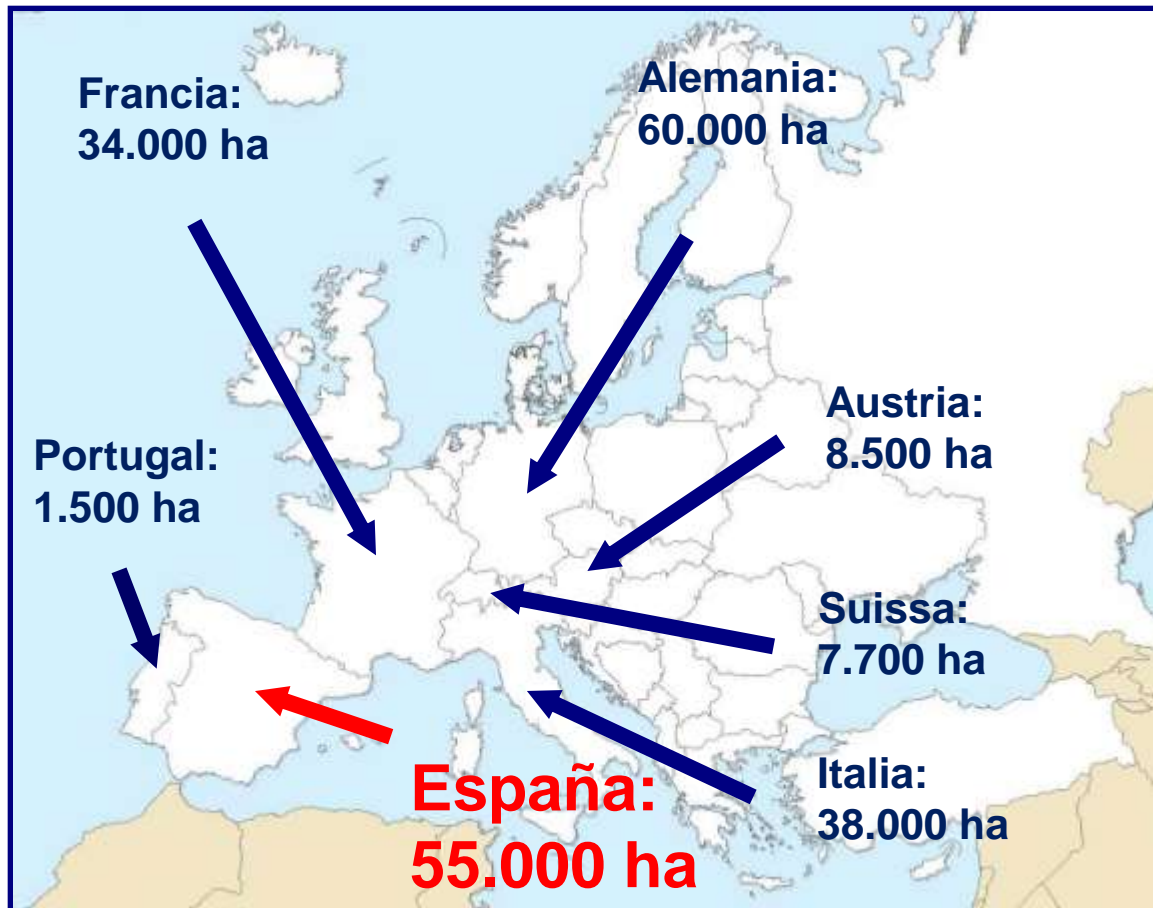 Francia:
34.000 ha
Alemania:
60.000 ha
Austria:
8.500 ha
Portugal:
1.500 ha
Suissa:
7.700 ha
Italia:
38.000 ha
España:
55.000 ha